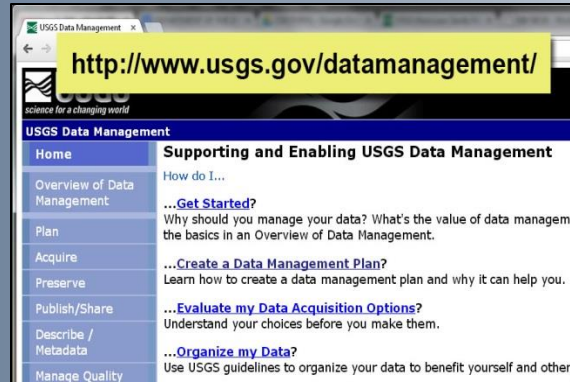 USGS Data Management
http://www.usgs.gov/datamanagement/
USGS
science for a changing world
USGS Data Management
Home
Overview of Data
Management
Plan
Acquire
Preserve
Publish/Share
Describe /
Metadata
Manage Quality
Supporting and Enabling USGS Data Management
How do I...
...Get Started?
Why should you manage your data? What's the value of data managem
the basics in an Overview of Data Management.
...Create a Data Management Plan?
Learn how to create a data management plan and why it can help you.
...Evaluate my Data Acquisition Options?
Understand your choices before you make them.
...Organize my Data?
Use USGS guidelines to organize your data to benefit yourself and other